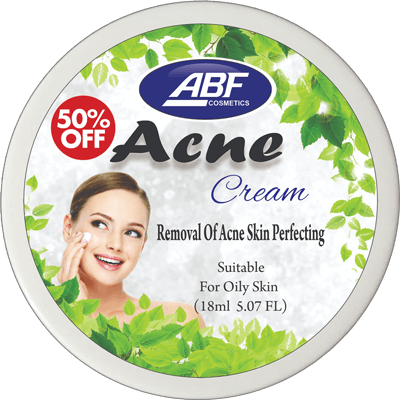 ABF
COSMETICS
50%
OFF
Acne
Cream
Removal Of Acne Skin Perfecting
Suitable
For Oily Skin
(18ml 5.07 FL)